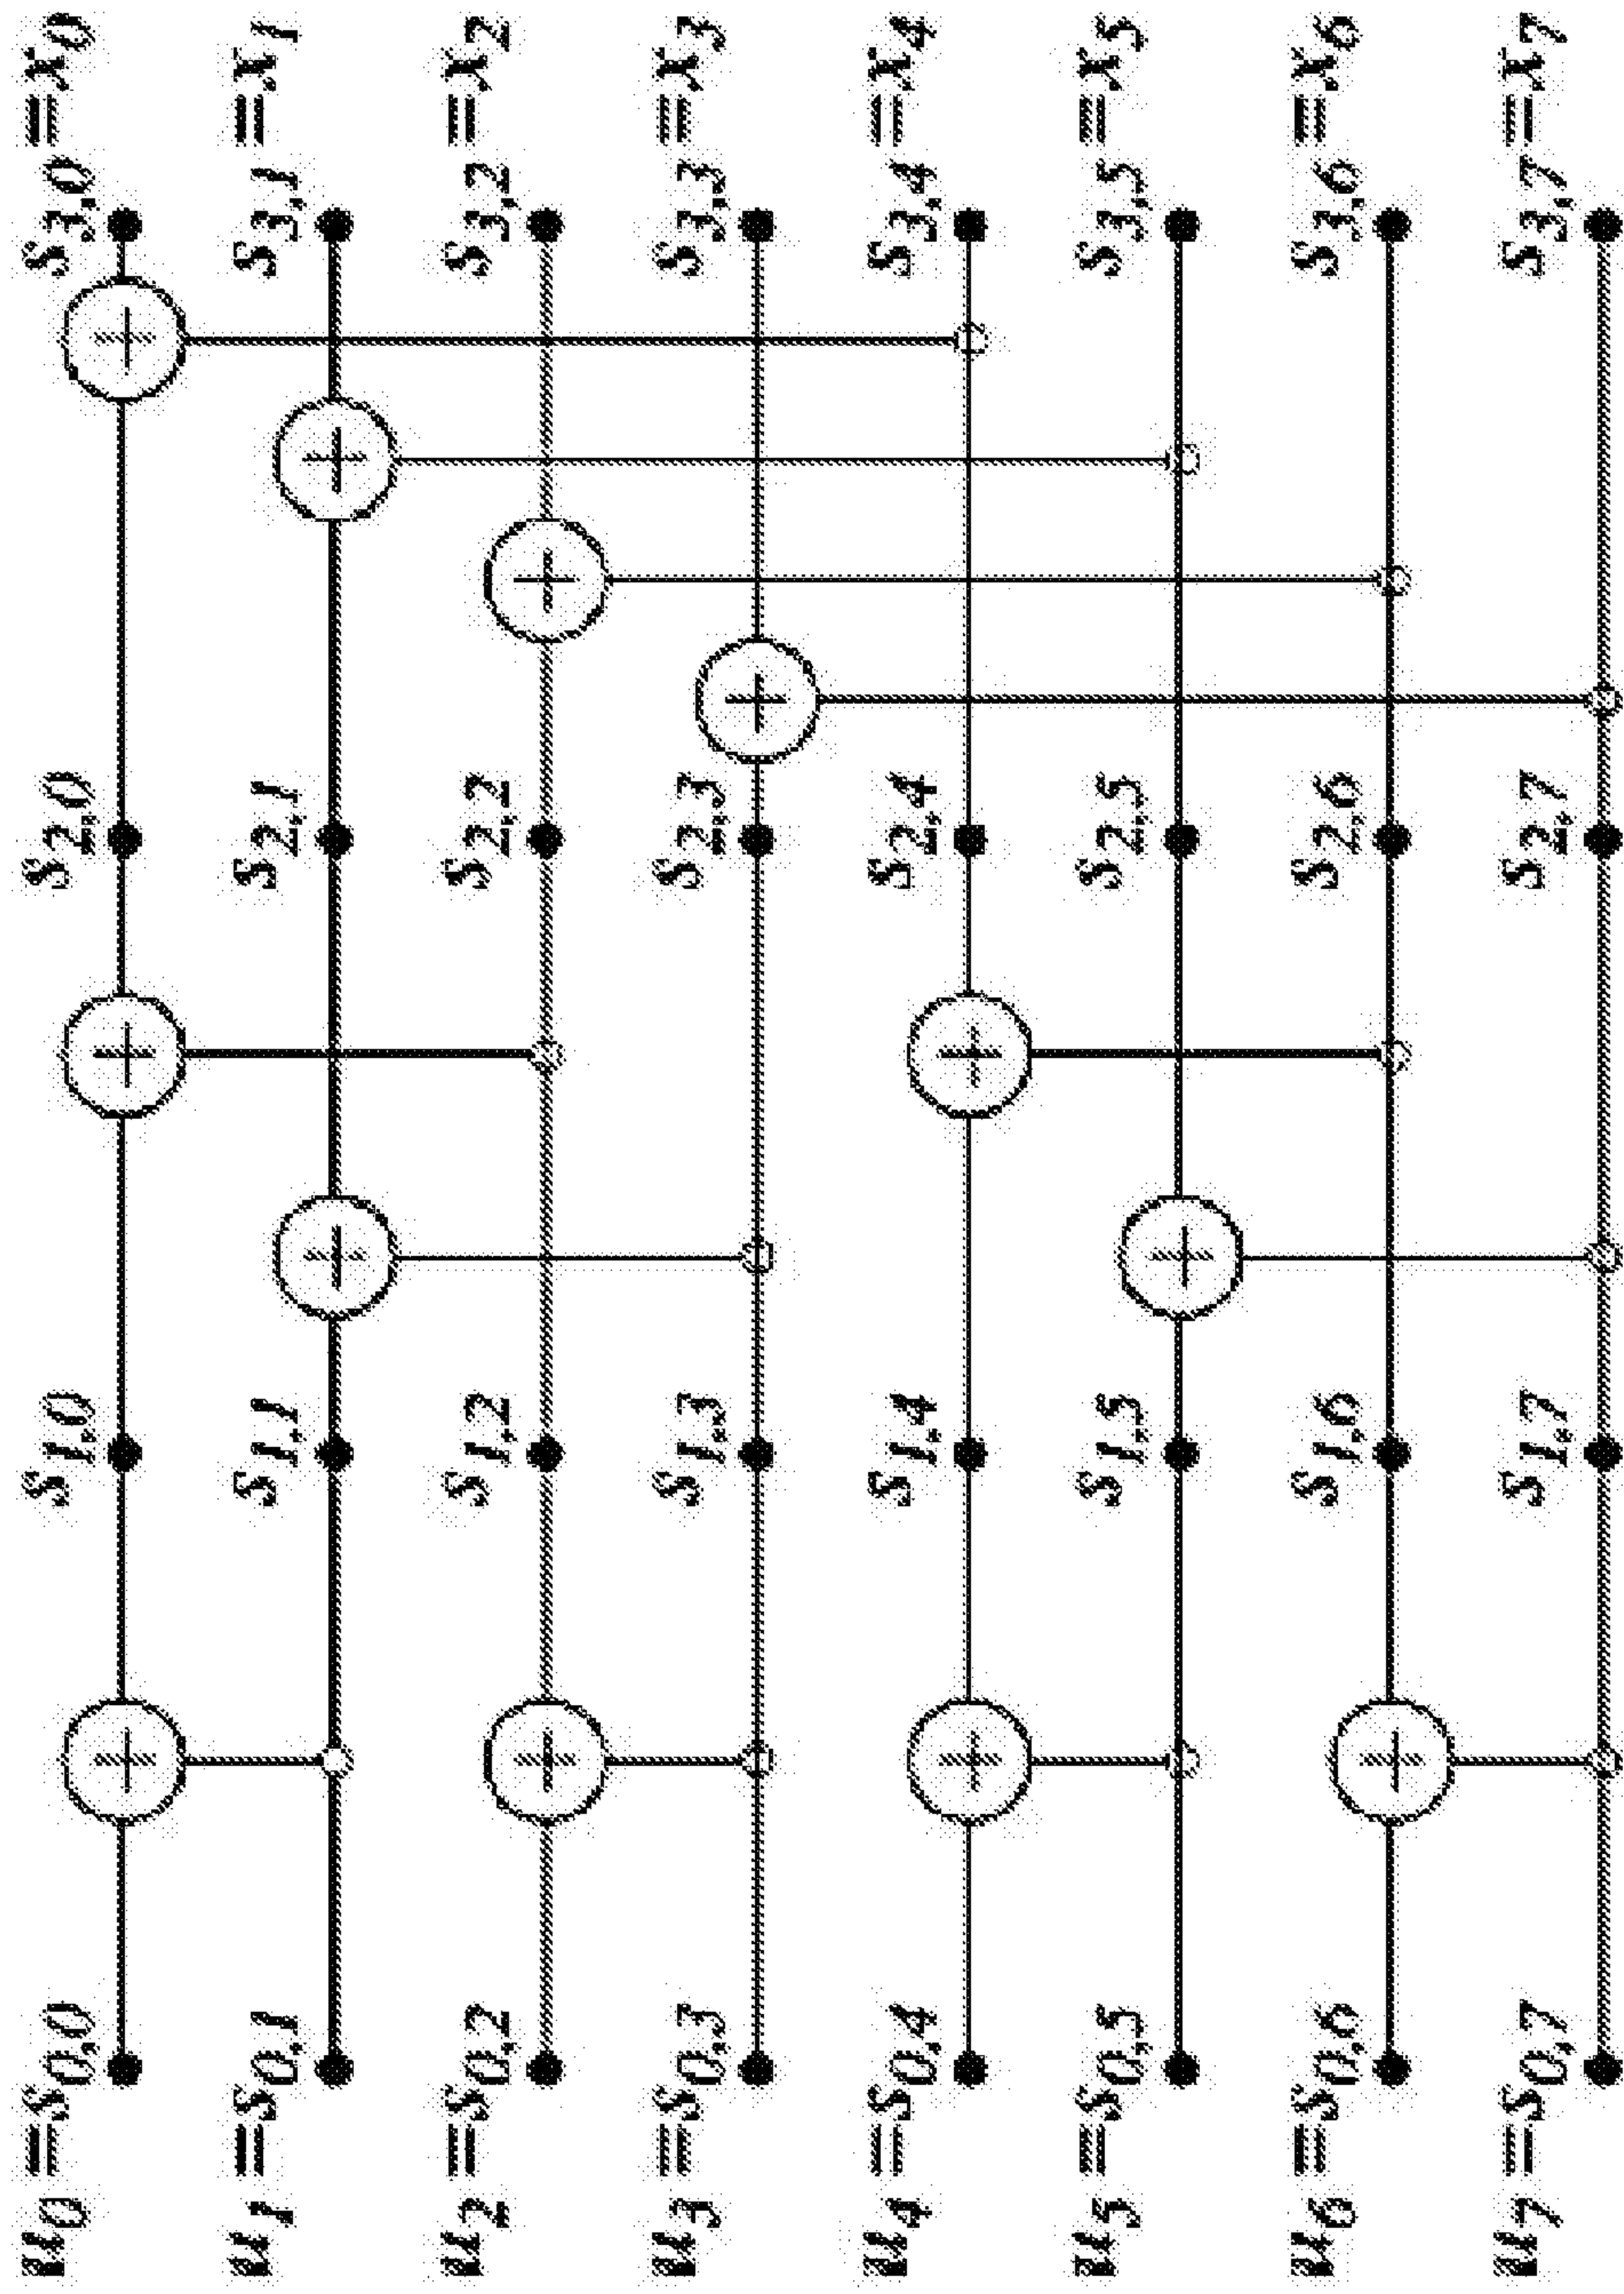 u0=s0,0 s1,0 s2,0 s3,0=x0
u1=s0,1 s1,1 s2,1 s3,1=x1
u2=s0,2 s1,2 s2,2 s3,2=x2
u3=s0,3 s1,3 s2,3 s3,3=x3
u4=s0,4 s1,4 s2,4 s3,4=x4
u5=s0,5 s1,5 s2,5 s3,5=x5
u6=s0,6 s1,6 s2,6 s3,6=x6
u7=s0,7 s1,7 s2,7 s3,7=x7